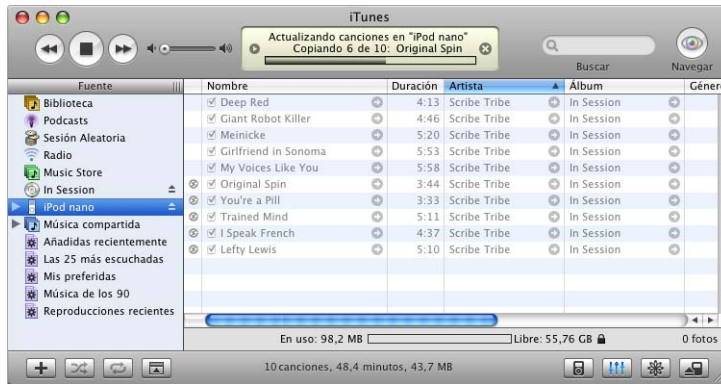 iTunes
Actualizando canciones en "iPod nano"
Copiando 6 de 10: Original Spin
Buscar
Navegar
Fuente
Biblioteca
Podcasts
Sesión Aleatoria
Radio
Music Store
In Session
iPod nano
Música compartida
Añadidas recientemente
Las 25 más escuchadas
Mis preferidas
Música de los 90
Reproducciones recientes
Nombre Duración Artista Álbum Géner
Deep Red 4:13 Scribe Tribe In Session
Giant Robot Killer 4:46 Scribe Tribe In Session
Meinicke 5:20 Scribe Tribe In Session
Girlfriend in Sonoma 5:53 Scribe Tribe In Session
My Voices Like You 5:58 Scribe Tribe In Session
Original Spin 3:44 Scribe Tribe In Session
You're a Pill 3:33 Scribe Tribe In Session
Trained Mind 5:11 Scribe Tribe In Session
I Speak French 4:37 Scribe Tribe In Session
Lefty Lewis 5:10 Scribe Tribe In Session
En uso: 98,2 MB Libre: 55,76 GB 0 fotos
10 canciones, 48,4 minutos, 43,7 MB